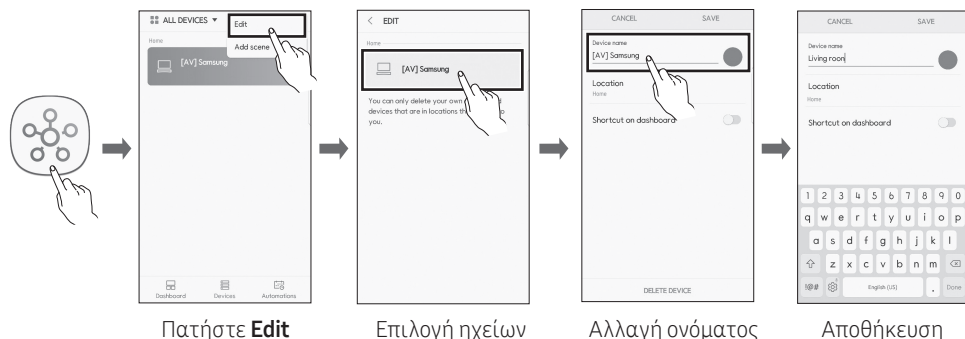 ALL DEVICES
Edit
Home
Add scene
[AV] Samsung
Dashboard
Devices
Automations
Πατήστε Edit
EDIT
Home
[AV] Samsung
You can only delete your own
devices that are in locations
you.
Επιλογή ηχείων
CANCEL SAVE
Device name
[AV] Samsung
Location
Home
Shortcut on dashboard
DELETE DEVICE
Αλλαγή ονόματος
CANCEL SAVE
Device name
Living roon
Location
Home
Shortcut on dashboard
1 2 3 4 5 6 7 8 9 0
q w e r t y u i o p
a s d f g h j k l
z x c v b n m
!@# English (US) . Done
Αποθήκευση